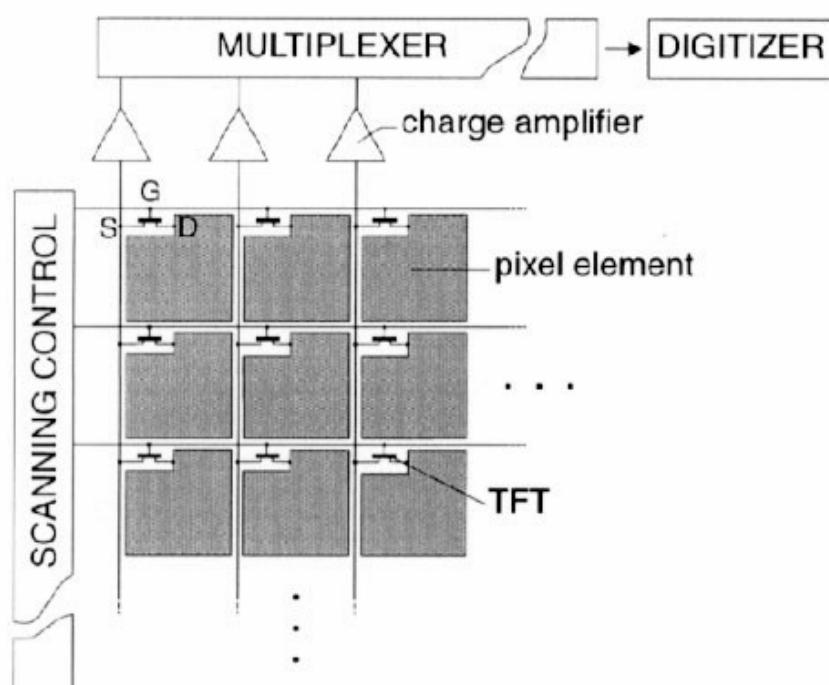 MULTIPLEXER
DIGITIZER
charge amplifier
G
S
D
pixel element
SCANNING CONTROL
TFT